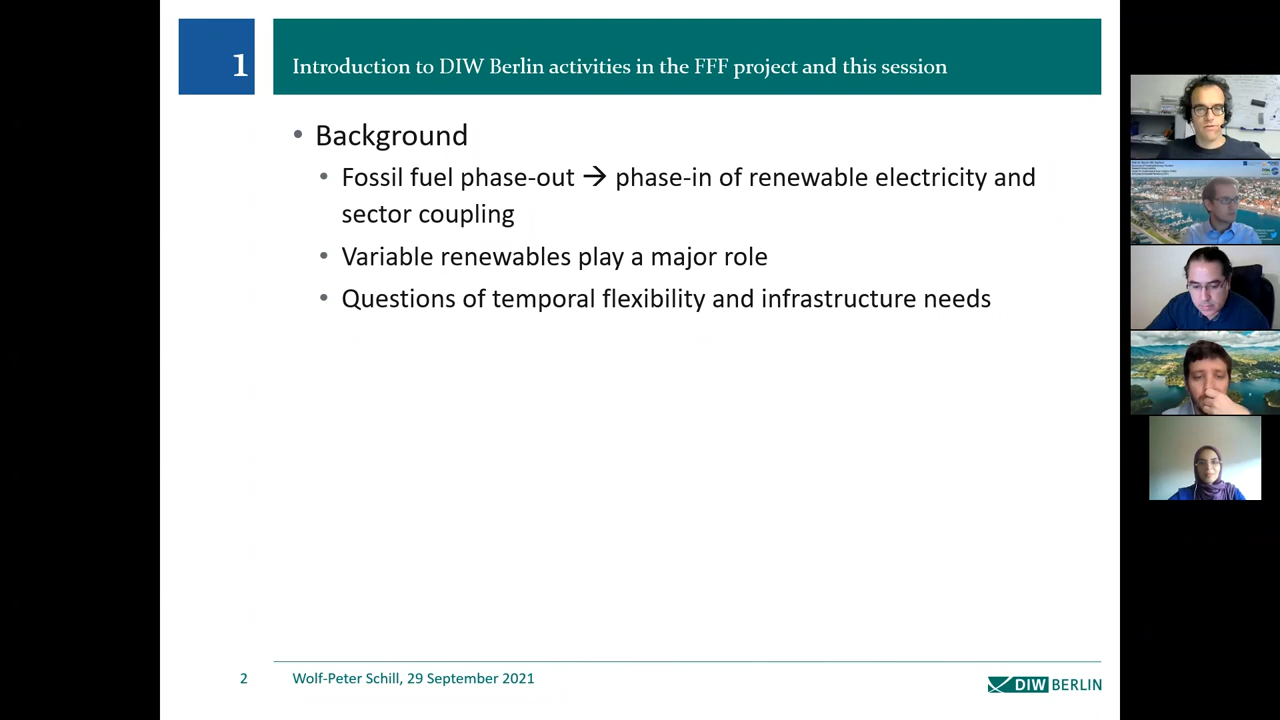 1
Introduction to DIW Berlin activities in the FFF project and this session
• Background
• Fossil fuel phase-out → phase-in of renewable electricity and
sector coupling
• Variable renewables play a major role
• Questions of temporal flexibility and infrastructure needs
2
Wolf-Peter Schill, 29 September 2021
DIW BERLIN